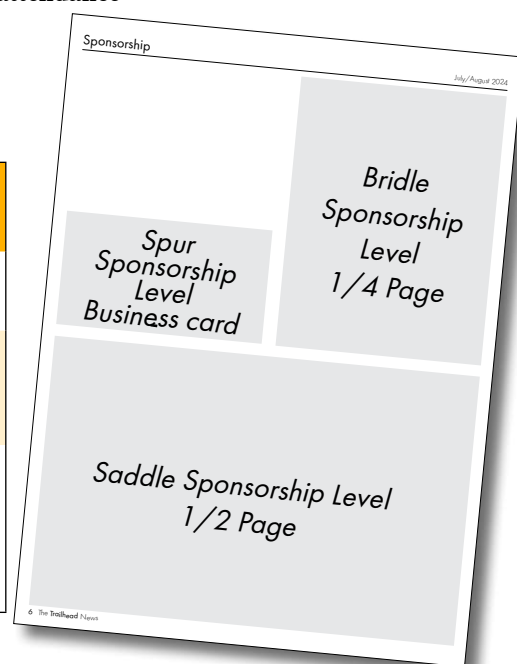 Sponsorship
July/August 2024
Spur
Sponsorship
Level
Business card
Bridle
Sponsorship
Level
1/4 Page
Saddle Sponsorship Level
1/2 Page
6 The Trailhead News